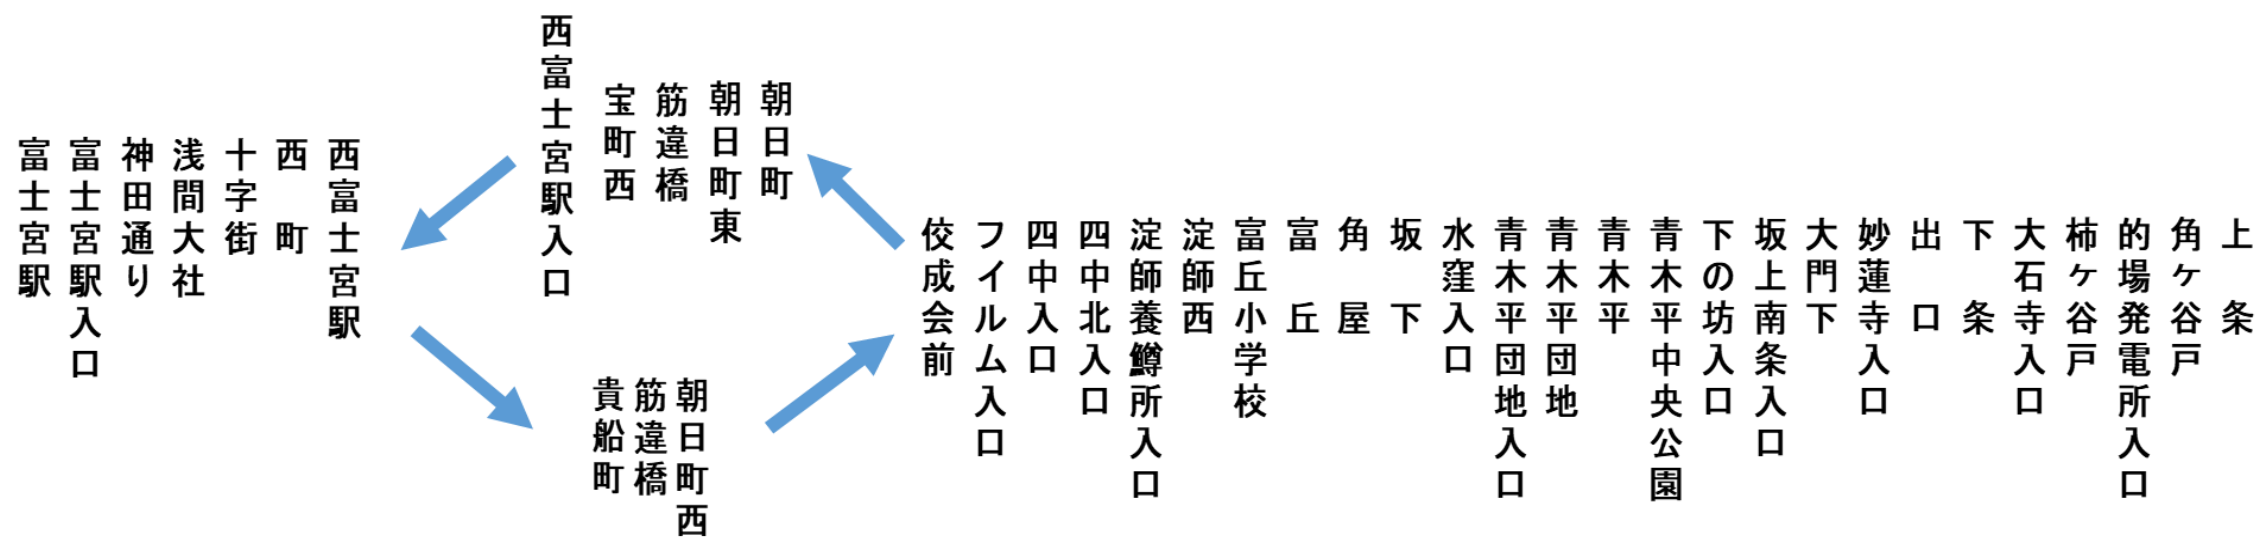 富士宮駅
富士宮駅入口
神田通り
浅間大社
十字街
西町
西富士宮駅
西富士宮駅入口
宝町西
筋違橋
朝日町東
朝日町
貴船町
筋違橋
朝日町西
佼成会前
フイルム入口
四中入口
四中北入口
淀師養鱒所入口
淀師西
富丘小学校
富丘
角屋
坂下
水窪入口
青木平団地入口
青木平団地
青木平
青木平中央公園
下の坊入口
坂上南条入口
大門下
妙蓮寺入口
出口
下条
大石寺入口
柿ヶ谷戸
的場発電所入口
角ヶ谷戸
上条